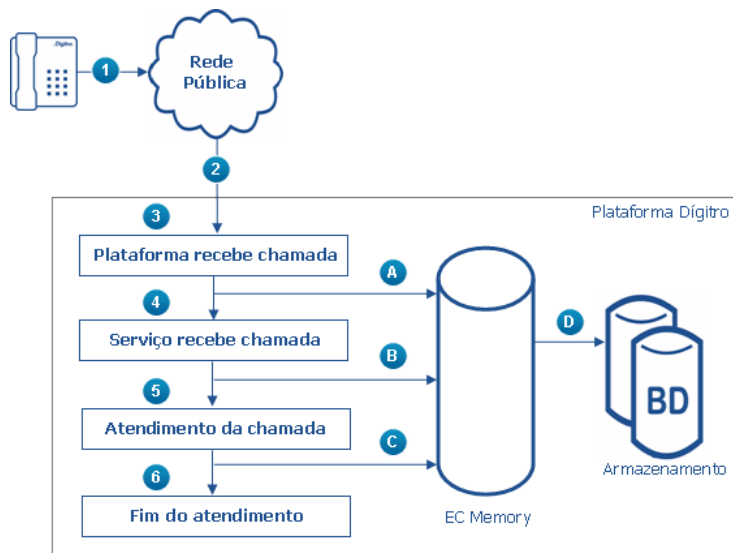 .Dígitro
1
Rede
Pública
2
Plataforma Dígitro
3
Plataforma recebe chamada
A
4
D
Serviço recebe chamada
B
5
BD
Atendimento da chamada
C
Armazenamento
6
Fim do atendimento
EC Memory